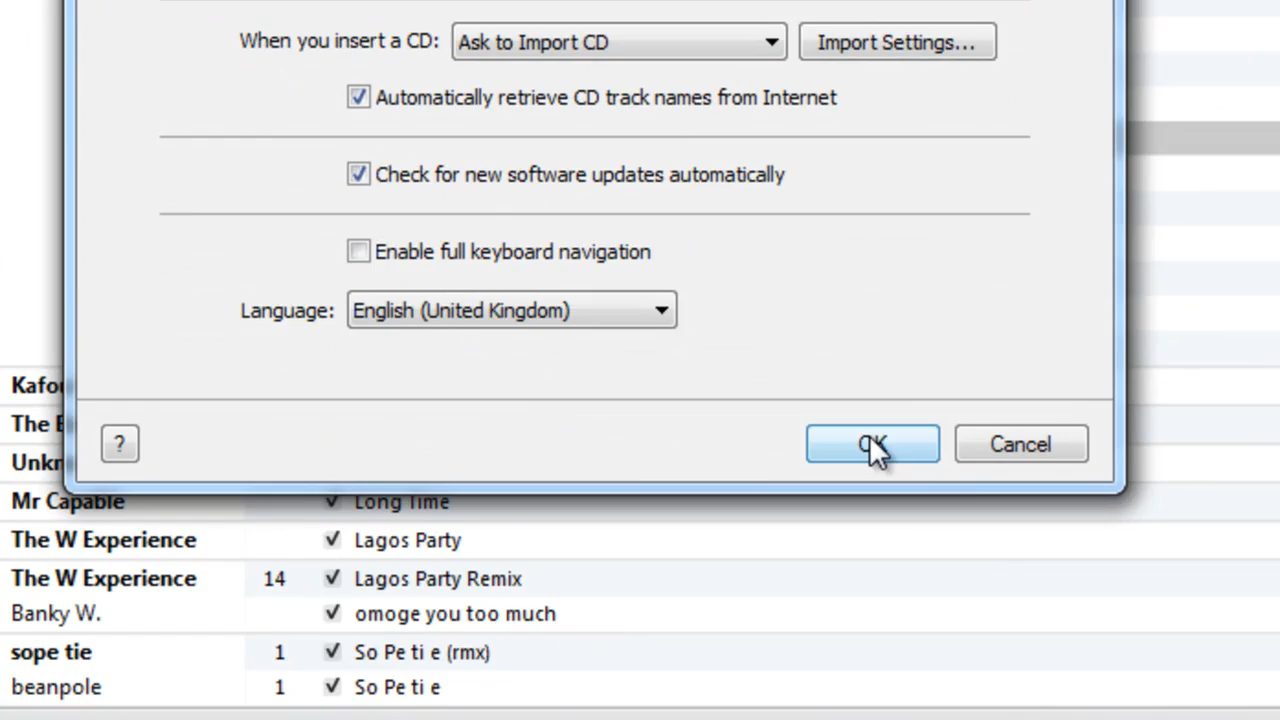 When you insert a CD: Ask to Import CD Import Settings...
Automatically retrieve CD track names from Internet
Check for new software updates automatically
Enable full keyboard navigation
Language: English (United Kingdom)
? OK Cancel
The
Mr Capable Long Time
The W Experience Lagos Party
The W Experience 14 Lagos Party Remix
Banky W. omoge you too much
sope tie 1 So Pe ti e (rmx)
beanpole 1 So Pe ti e